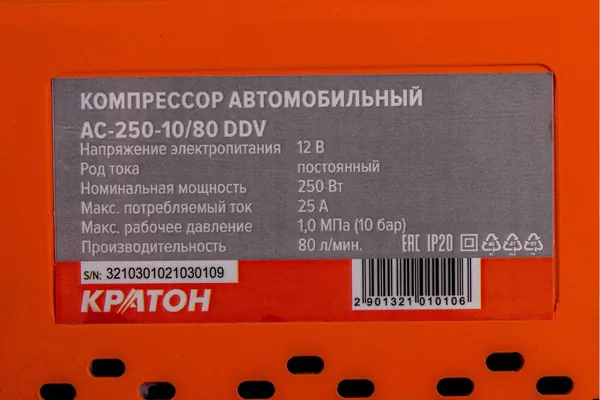 КОМПРЕССОР АВТОМОБИЛЬНЫЙ
AC-250-10/80 DDV
Напряжение электропитания 12 В
Род тока постоянный
Номинальная мощность 250 Вт
Макс. потребляемый ток 25 А
Макс. рабочее давление 1,0 МПа (10 бар)
Производительность 80 л/мин. EAC IP20
S/N: 3210301021030109
КРАТОН
2 901321 010106